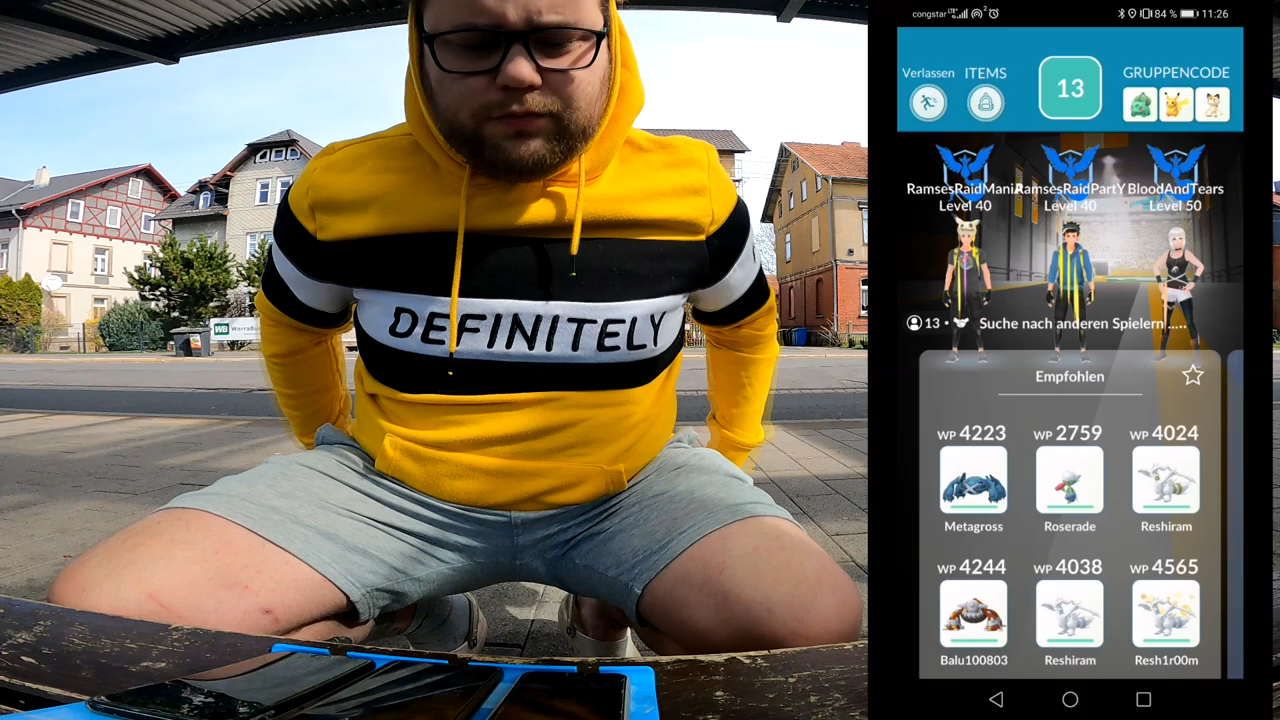 congstar
2
84 %
11:26
Verlassen
ITEMS
13
GRUPPENCODE
RamsesRaidMania
RamsesRaidPartY
BloodAndTears
Level 40
Level 40
Level 50
13 • Suche nach anderen Spielern .....
Empfohlen
WP 4223
WP 2759
WP 4024
Metagross
Roserade
Reshiram
WP 4244
WP 4038
WP 4565
Balu100803
Reshiram
Resh1r00m
DEFINITELY
WB